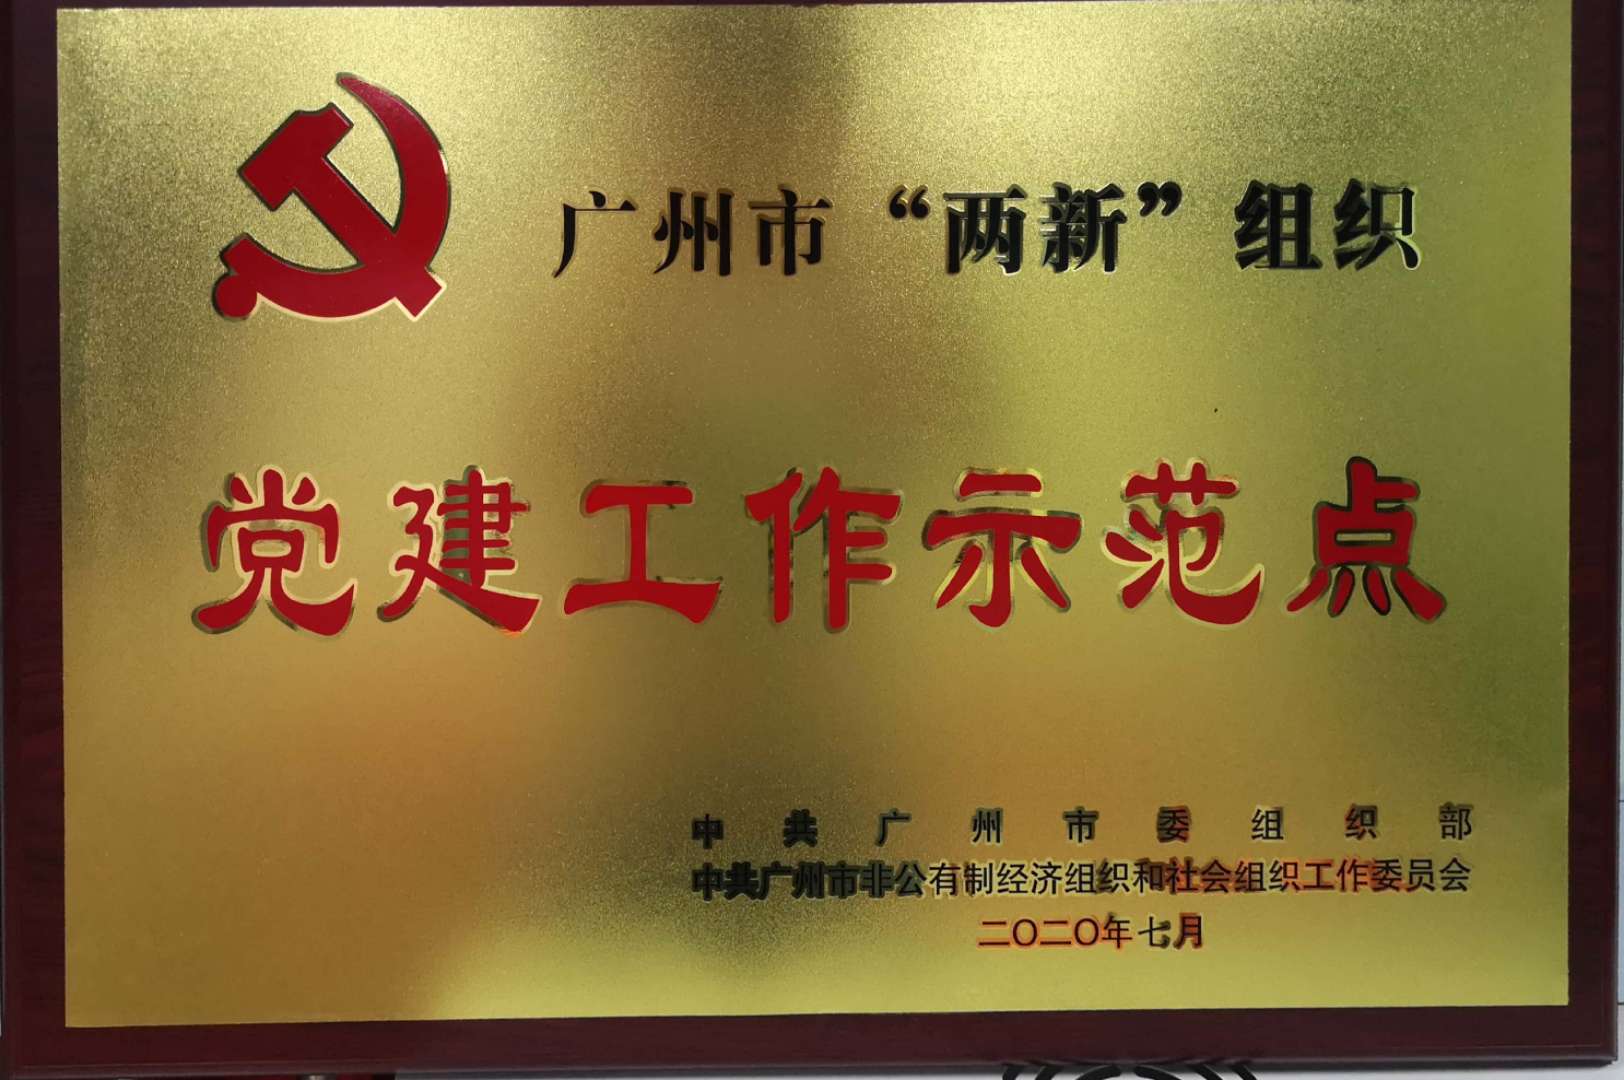 广州市“两新”组织
党建工作示范点
中共广州市委组织部
中共广州市非公有制经济组织和社会组织工作委员会
二〇二〇年七月